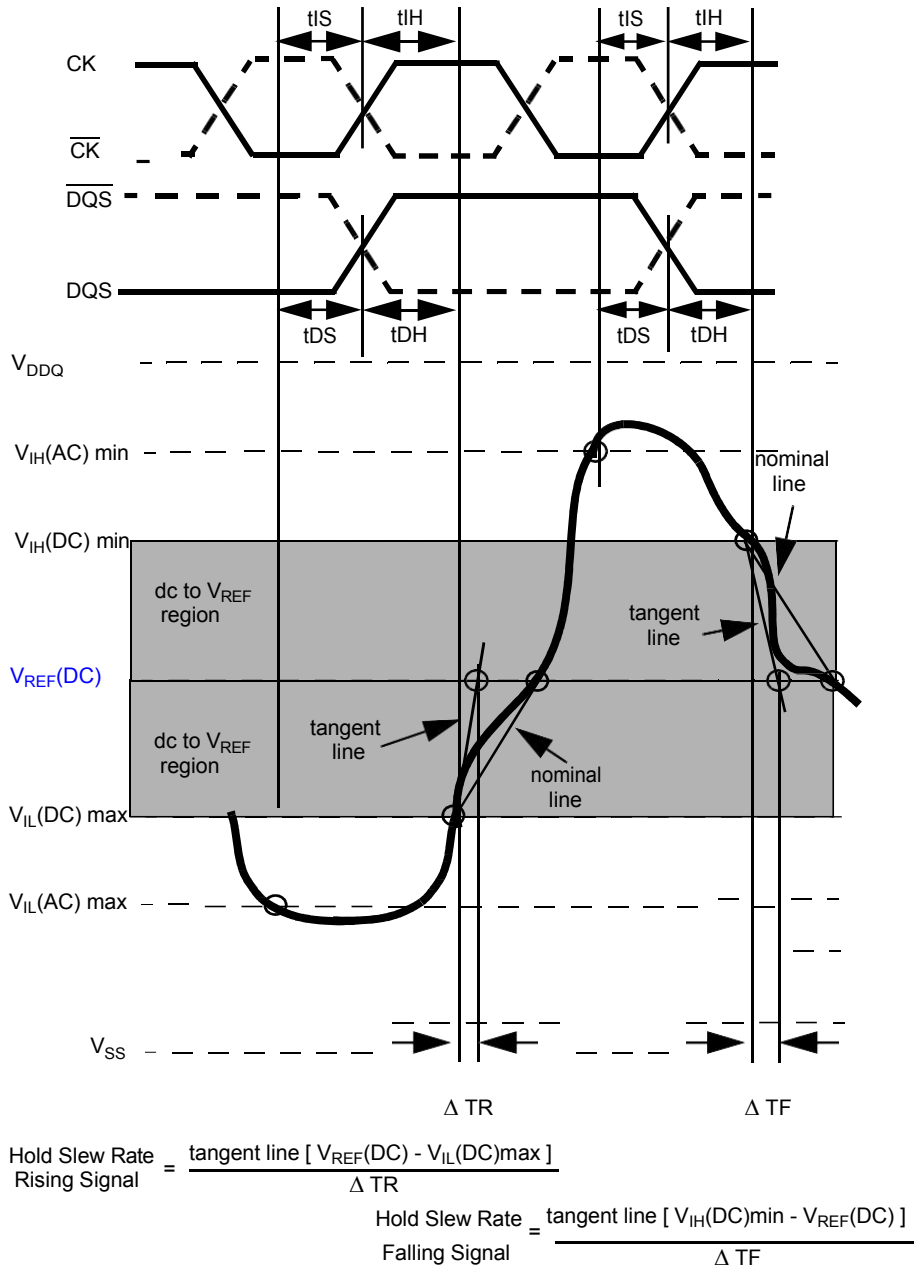 tIS tIH tIS tIH
CK
CK
DQS
DQS
tDS tDH tDS tDH
VDDQ
VIH(AC) min
nominal
line
VIH(DC) min
dc to VREF
region
tangent
line
VREF(DC)
tangent
line
dc to VREF
region
nominal
line
VIL(DC) max
VIL(AC) max
VSS
Δ TR Δ TF
Hold Slew Rate
Rising Signal
= tangent line [ VREF(DC) - VIL(DC)max ]
Δ TR
Hold Slew Rate
Falling Signal
= tangent line [ VIH(DC)min - VREF(DC) ]
Δ TF